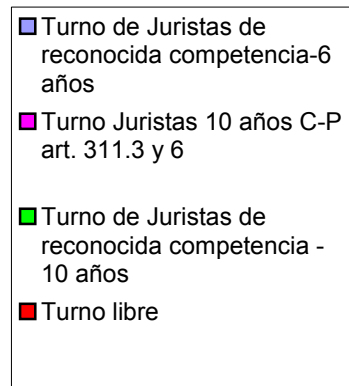 Turno de Juristas de
reconocida competencia-6
años
Turno Juristas 10 años C-P
art. 311.3 y 6
Turno de Juristas de
reconocida competencia -
10 años
Turno libre